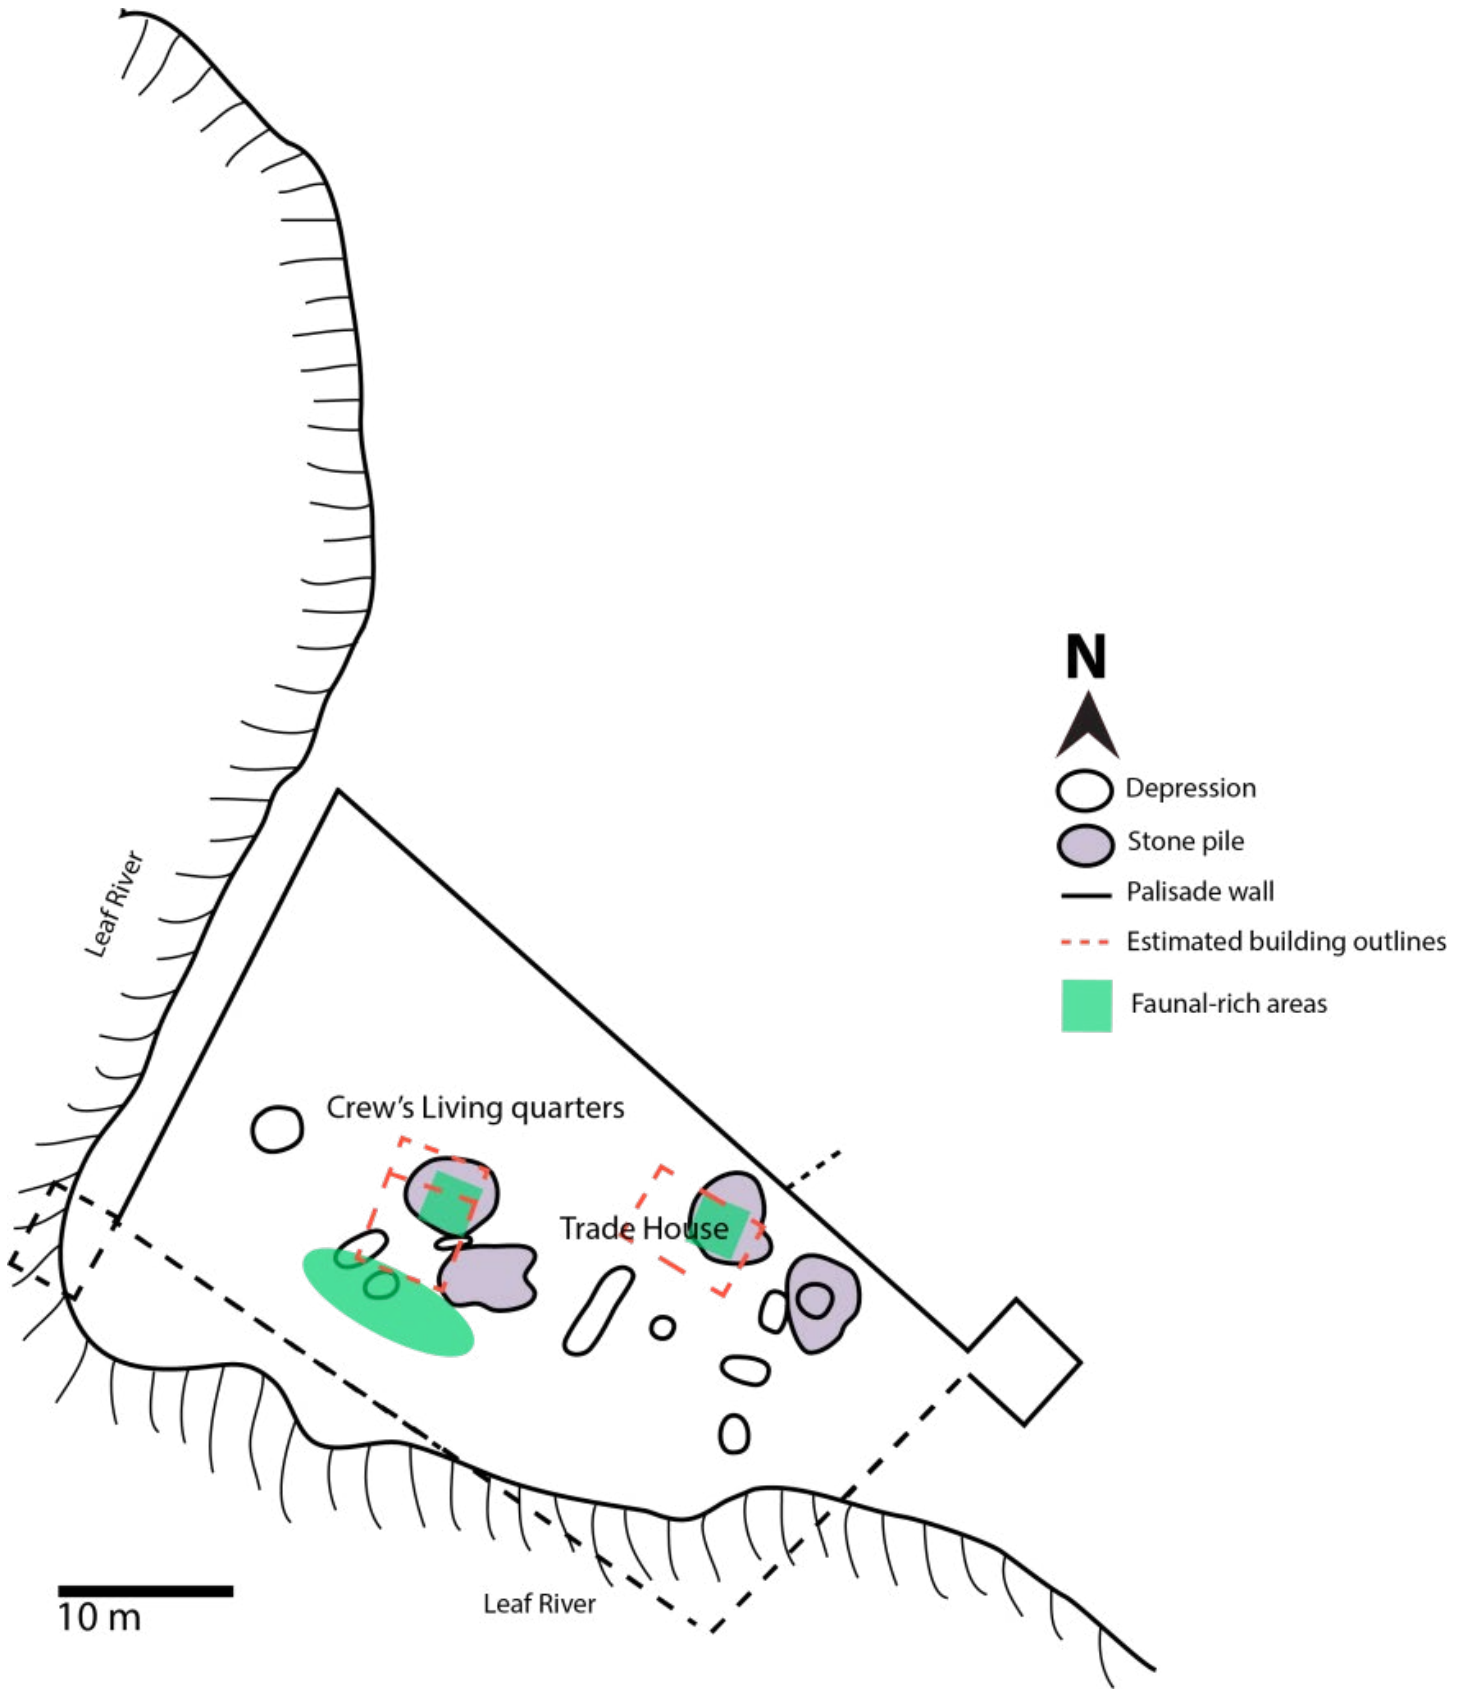 N
Depression
Stone pile
Palisade wall
Estimated building outlines
Faunal-rich areas
Leaf River
Crew's Living quarters
Trade House
Leaf River
10 m